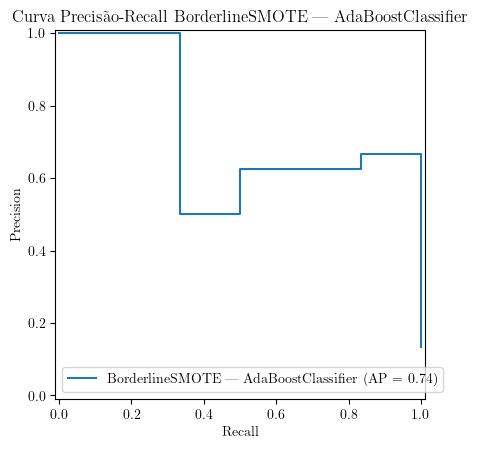 Curva Precisão-Recall BorderlineSMOTE — AdaBoostClassifier
1.0
0.8
0.6
0.4
0.2
0.0
Precision
BorderlineSMOTE — AdaBoostClassifier (AP = 0.74)
0.0 0.2 0.4 0.6 0.8 1.0
Recall